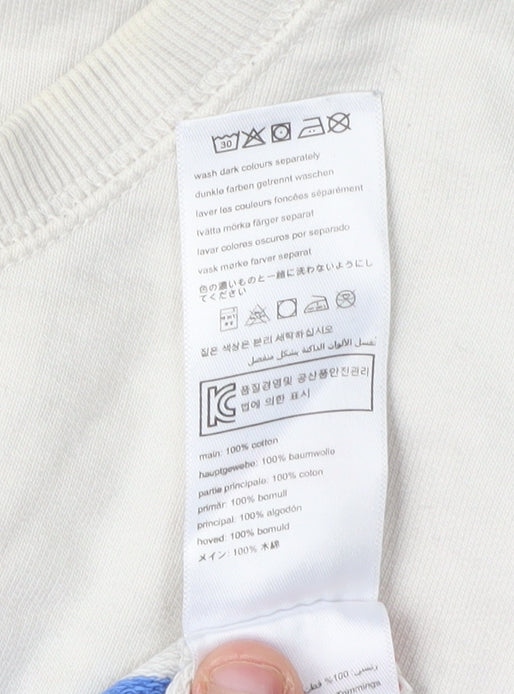 30
wash dark colours separately
dunkle farben getrennt waschen
laver les couleurs foncées séparément
tvätta mörka färger separat
lavar colores oscuros por separado
vask mørke farver separat
色の濃いものと一緒に洗わないようにし
てください
짙은 색상은 분리 세탁하십시오
تغسل الألوان الداكنة بشكل منفصل
품질경영및 공산품안전관리
법에 의한 표시
main: 100% cotton
hauptgewebe: 100% baumwolle
partie principale: 100% coton
primär: 100% bomull
principal: 100% algodón
hoved: 100% bomuld
メイン: 100% 木綿
رئيسي: 100% قطن